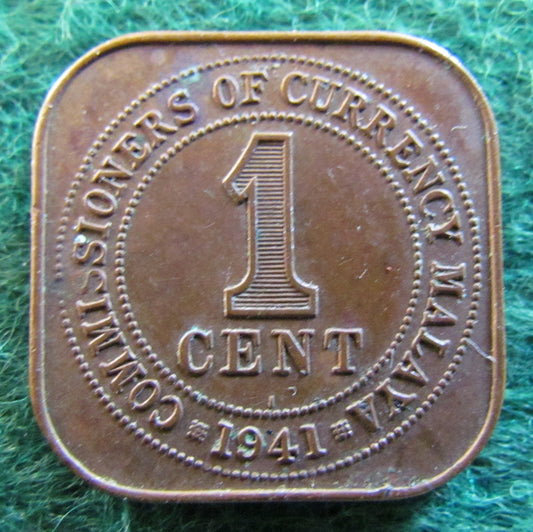 COMMISSIONERS OF CURRENCY MALAYA
1
CENT
1941